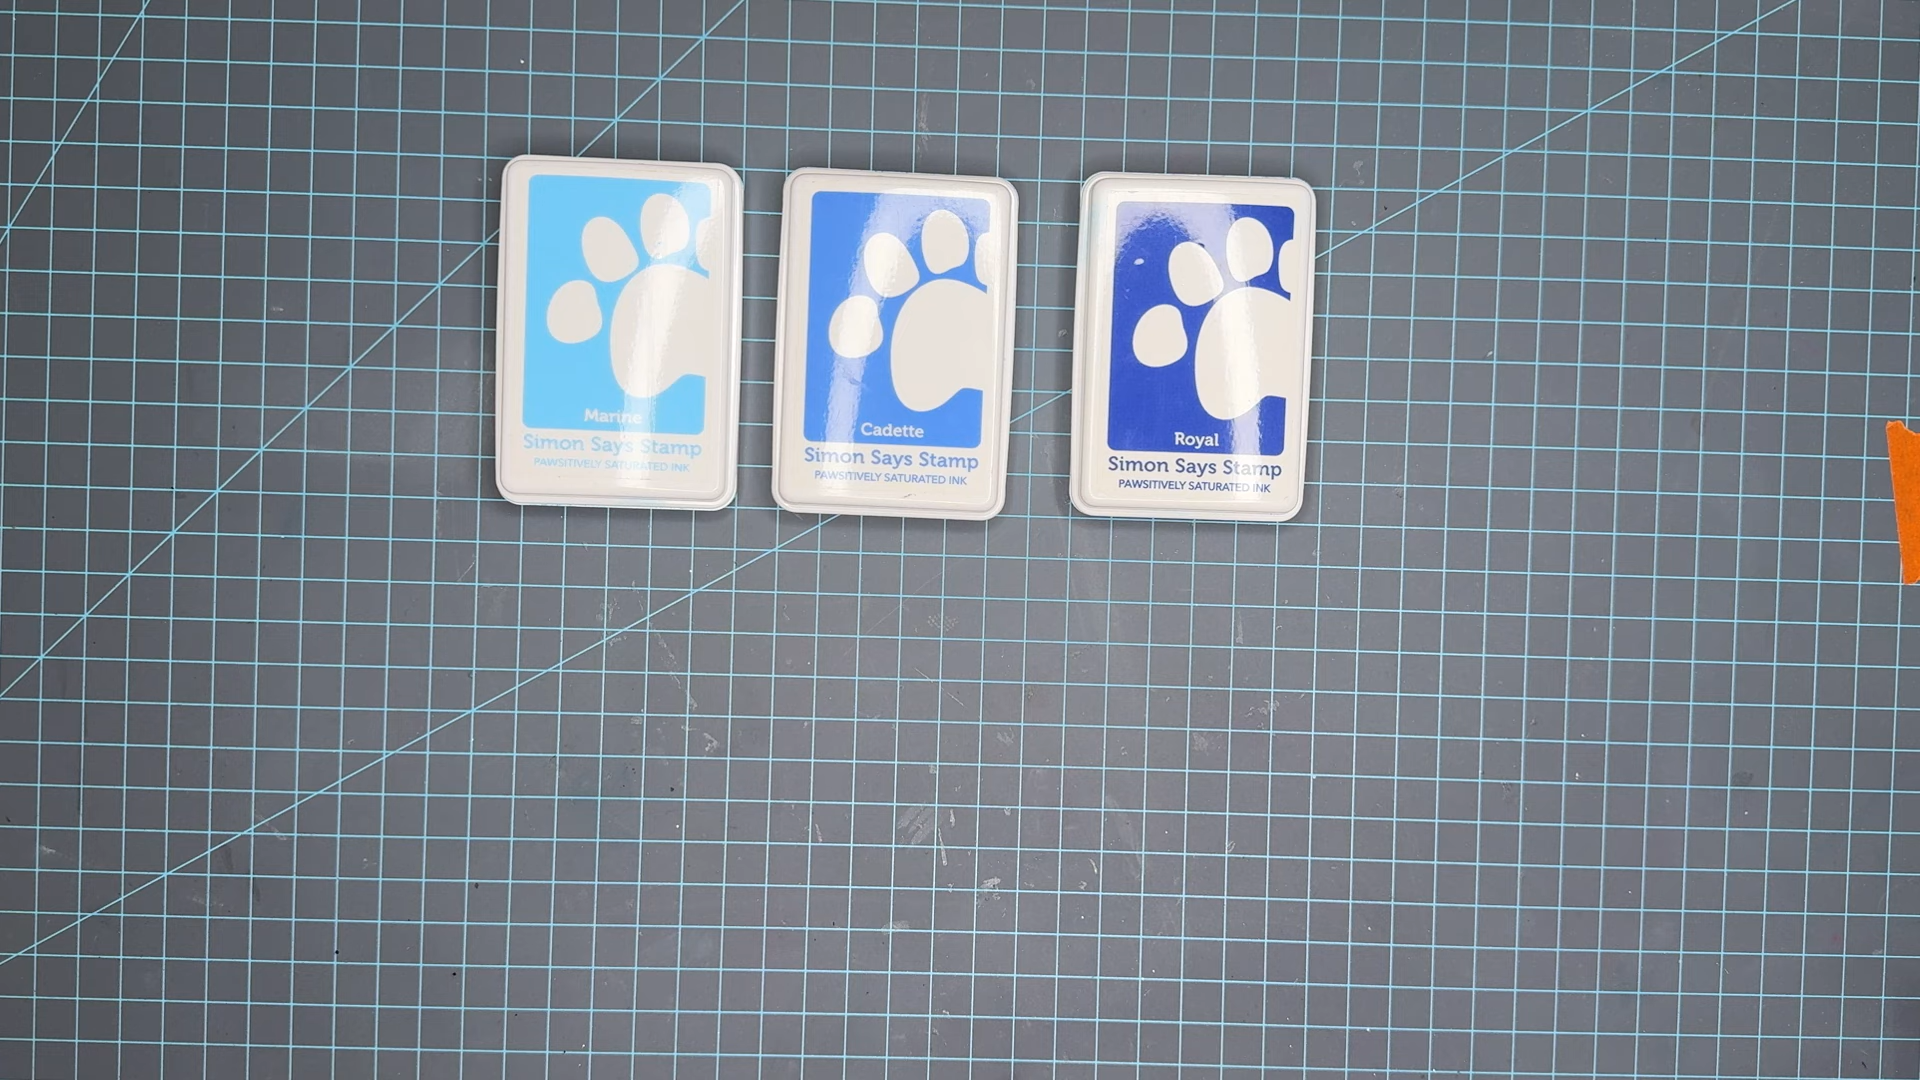 Marine
Simon Says Stamp
PAWSITIVELY SATURATED INK
Cadette
Simon Says Stamp
PAWSITIVELY SATURATED INK
Royal
Simon Says Stamp
PAWSITIVELY SATURATED INK